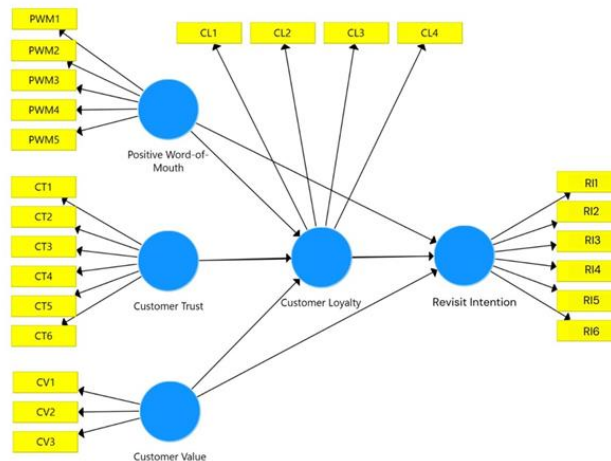 PWM1
PWM2
PWM3
PWM4
PWM5
Positive Word-of-
Mouth
CL1
CL2
CL3
CL4
CT1
CT2
CT3
CT4
CT5
CT6
Customer Trust
Customer Loyalty
Revisit Intention
RI1
RI2
RI3
RI4
RI5
RI6
CV1
CV2
CV3
Customer Value